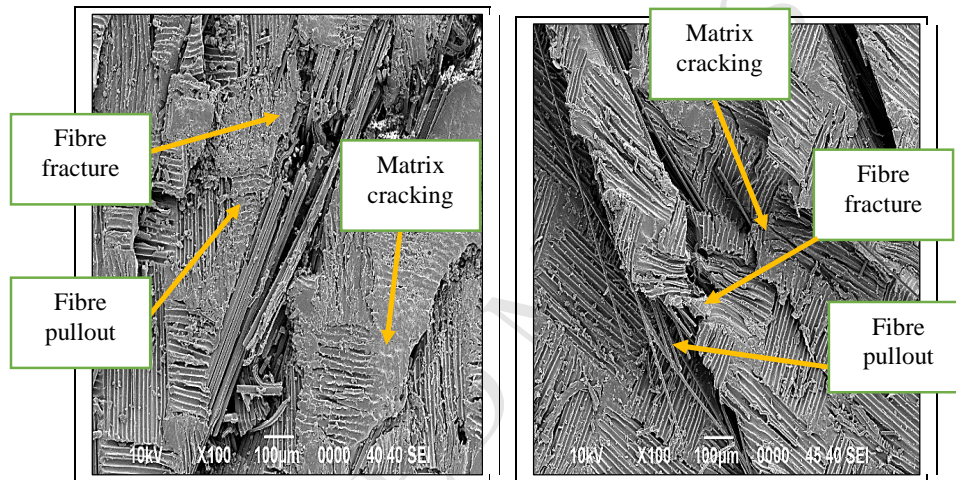 Fibre
fracture
Matrix
cracking
Fibre
pullout
10kV X100 100µm 0000 40 40 SEI
Matrix
cracking
Fibre
fracture
Fibre
pullout
10kV X100 100µm 0000 45 40 SEI